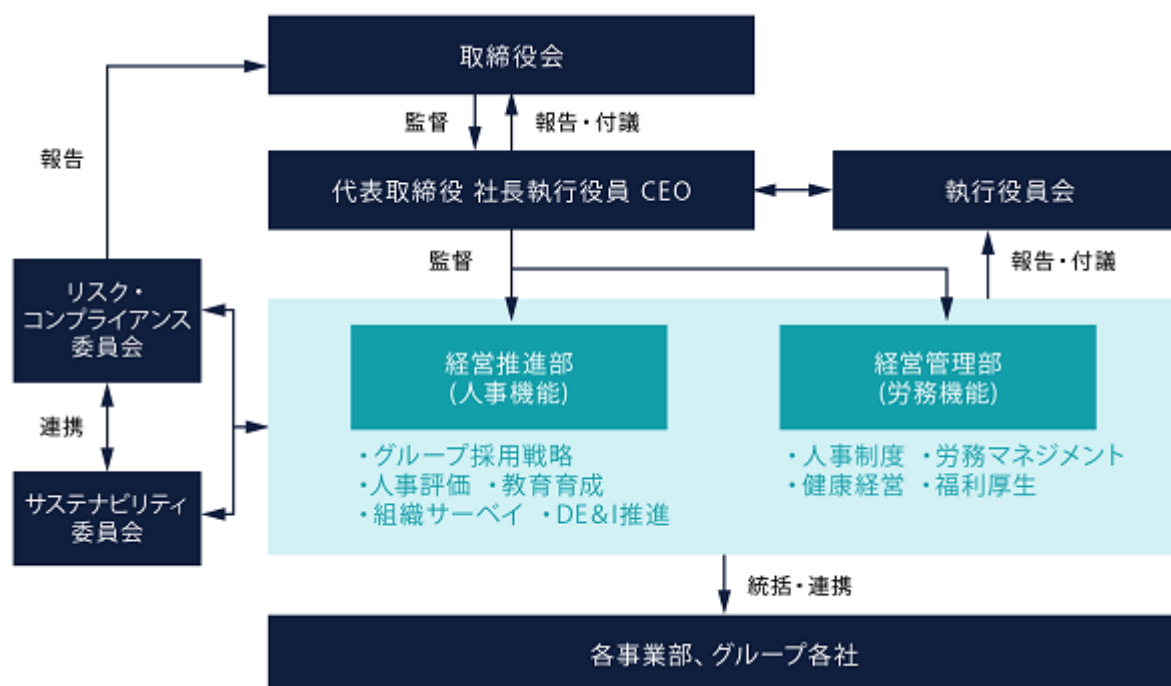 取締役会
監督
報告・付議
報告
代表取締役 社長執行役員 CEO
執行役員会
監督
報告・付議
リスク・
コンプライアンス
委員会
経営推進部
(人事機能)
経営管理部
(労務機能)
連携
・グループ採用戦略
・人事評価 ・教育育成
・組織サーベイ ・DE&I推進
・人事制度 ・労務マネジメント
・健康経営 ・福利厚生
サステナビリティ
委員会
統括・連携
各事業部、グループ各社